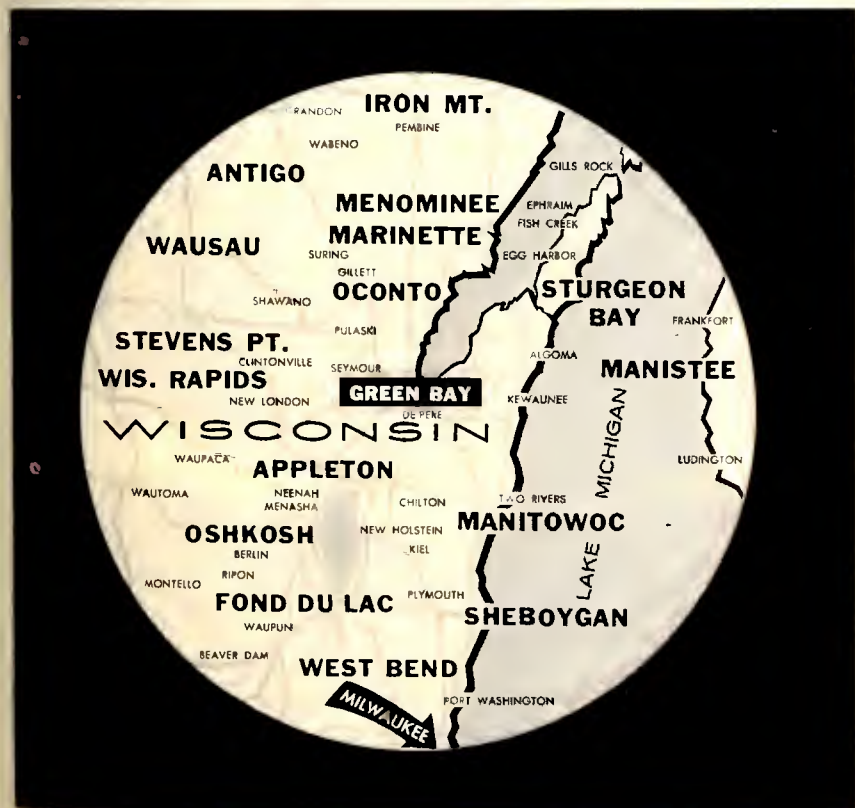 IRON MT.
RANDON
PEMBINE
WABENO
GILLS ROCK
ANTIGO
MENOMINEE
EPHRAIM
FISH CREEK
MARINETTE
WAUSAU
SURING
EGG HARBOR
GILLETT
OCONTO
STURGEON
BAY
SHAWANO
FRANKFORT
PULASKI
STEVENS PT.
CLINTONVILLE
SEYMOUR
ALGOMA
MANISTEE
WIS. RAPIDS
GREEN BAY
NEW LONDON
KEWAUNEE
DE PERE
WISCONSIN
LAKE MICHIGAN
WAUPACA
APPLETON
LUDINGTON
WAUTOMA
NEENAH
MENASHA
CHILTON
TWO RIVERS
MANITOWOC
OSHKOSH
NEW HOLSTEIN
BERLIN
KIEL
RIPON
MONTELLO
FOND DU LAC
PLYMOUTH
SHEBOYGAN
WAUPUN
BEAVER DAM
WEST BEND
MILWAUKEE
PORT WASHINGTON